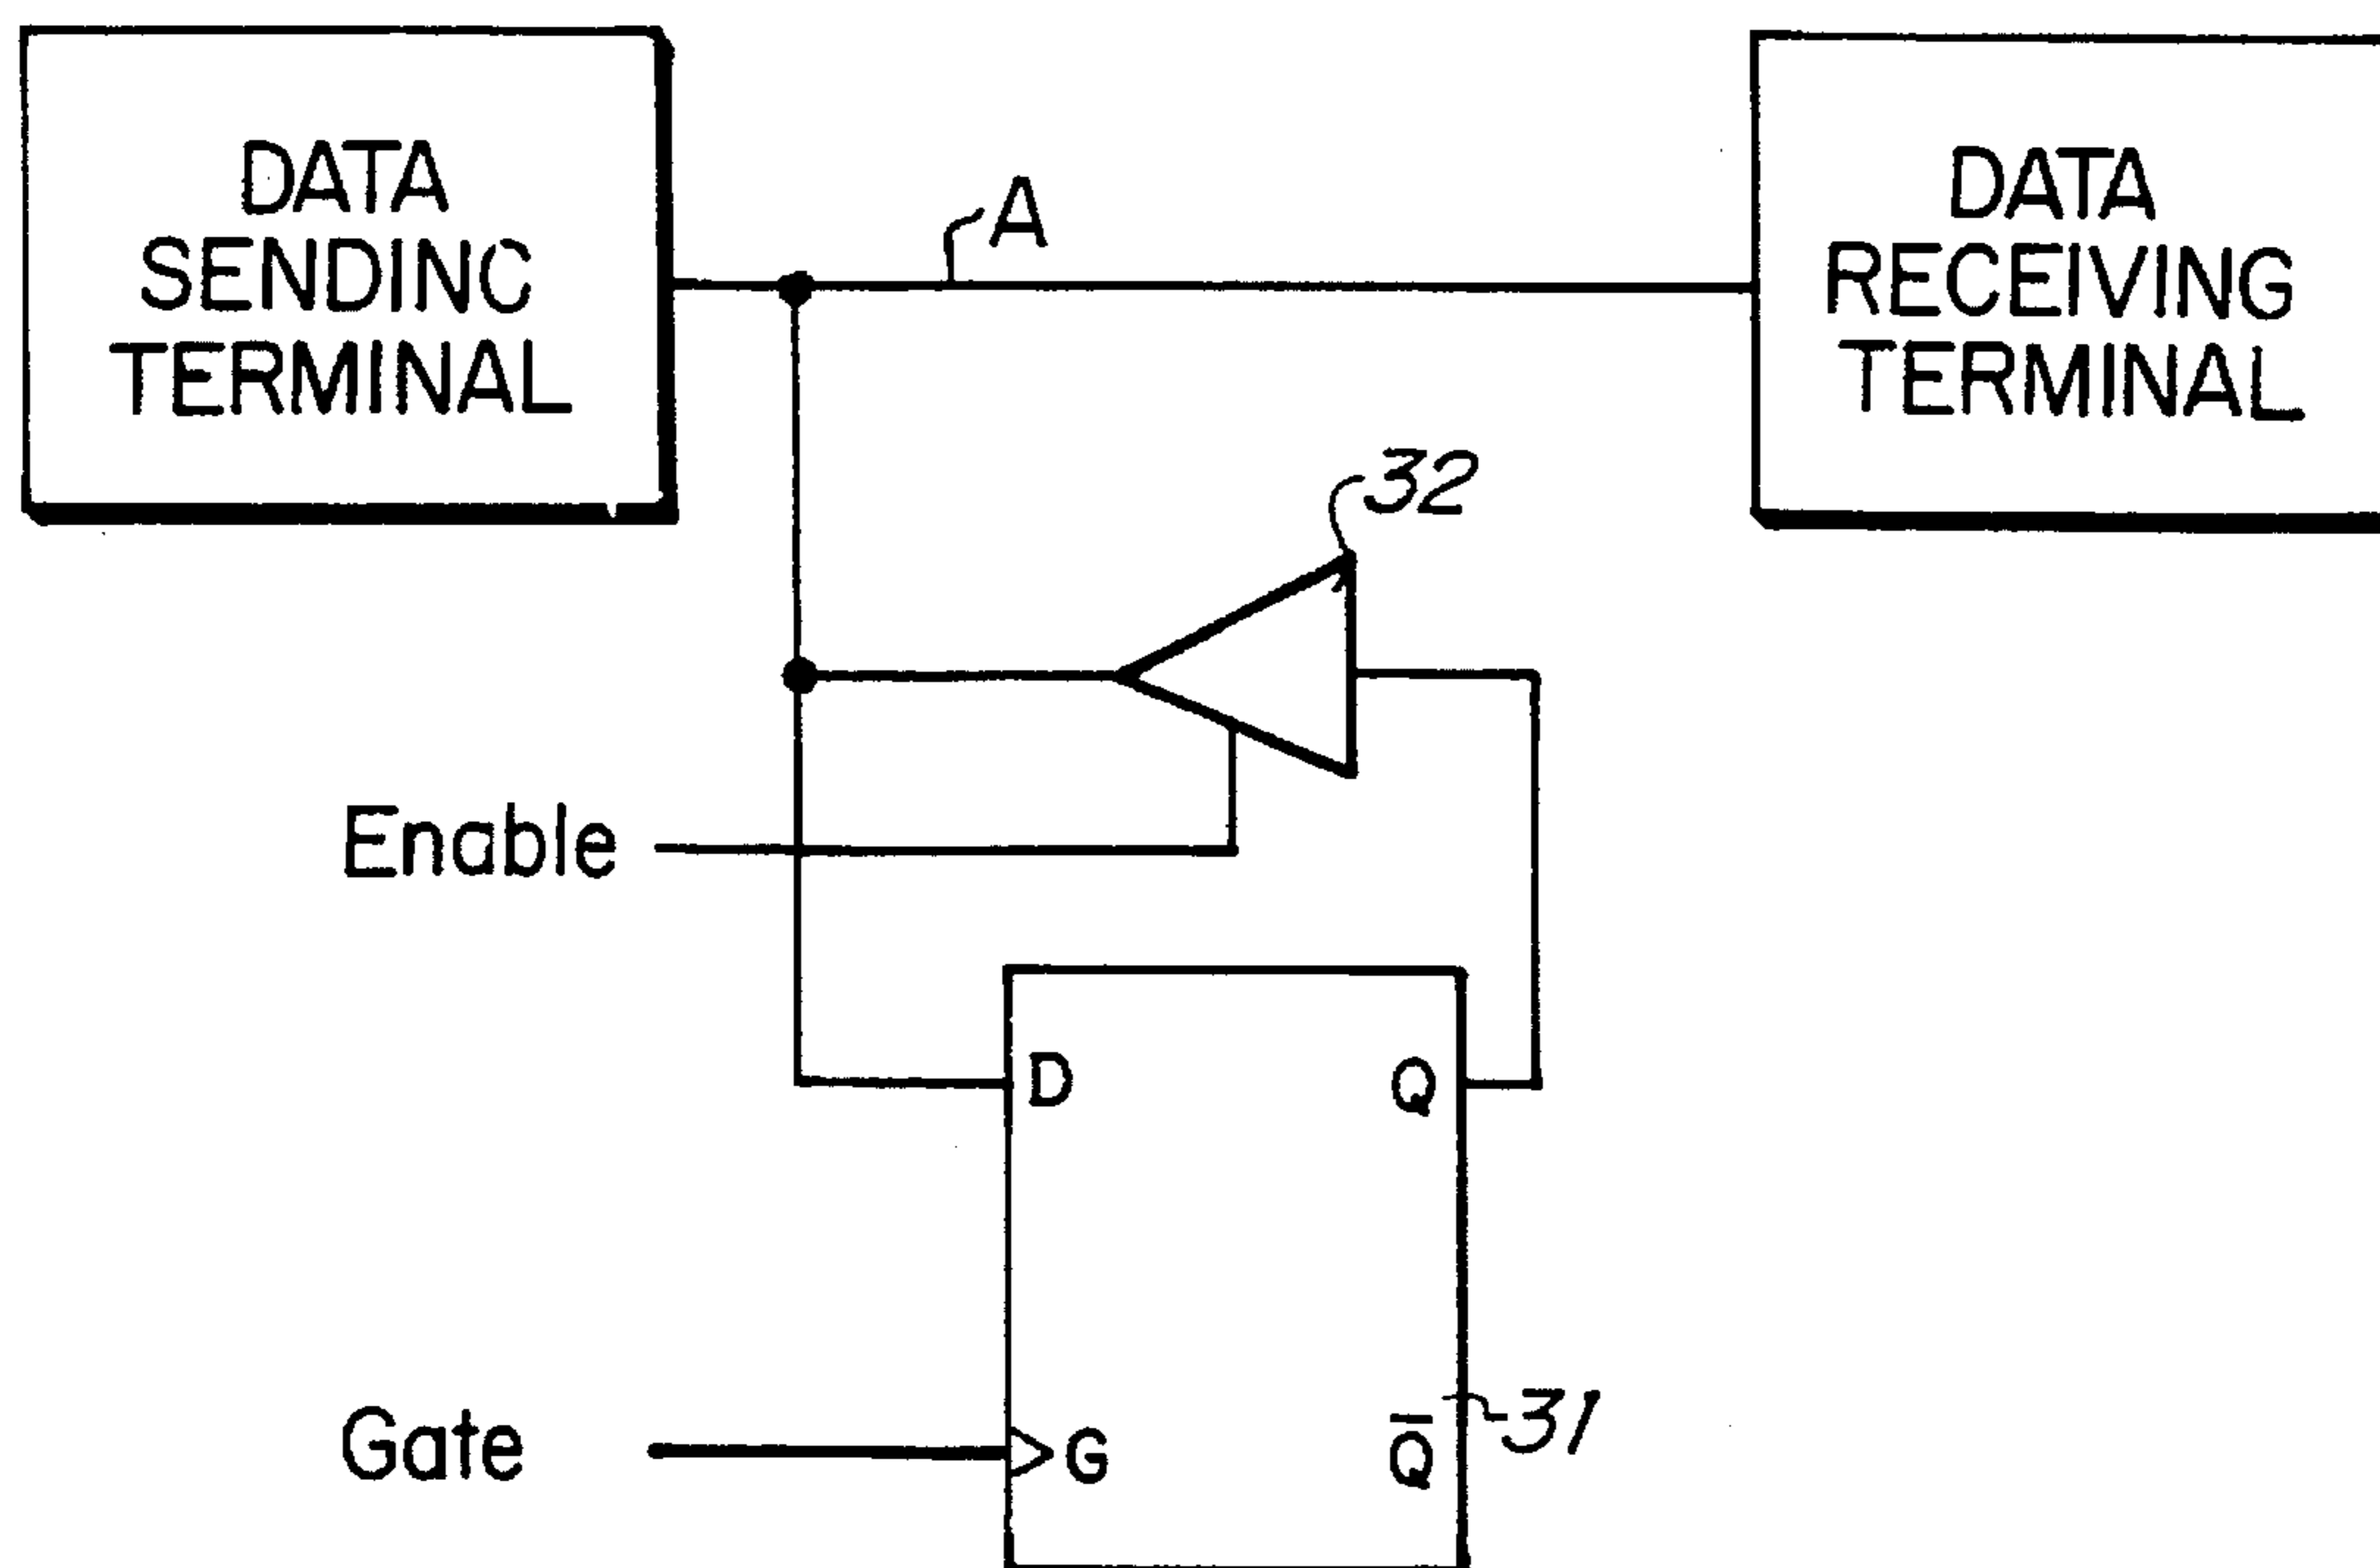 DATA
SENDINC
TERMINAL
A
DATA
RECEIVING
TERMINAL
32
Enable
D
Q
Gate
G
Q̅
31